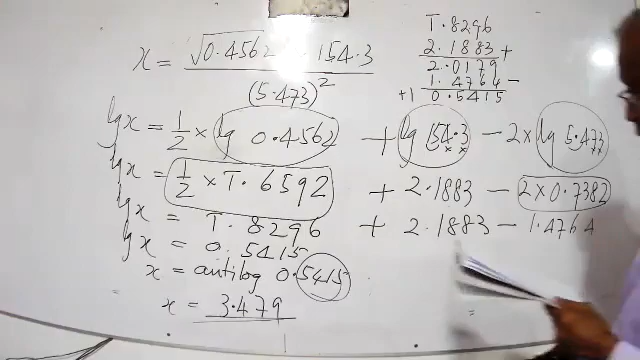 x = √0.4562 × 154.3 / (5.473)²
T.8296
2.1883 +
2.0179
1.4764 -
+1 0.5415
lg x = 1/2 × lg 0.4562 + lg 154.3 - 2 × lg 5.473
lg x = 1/2 × T.6592 + 2.1883 - 2 × 0.7382
lg x = T.8296 + 2.1883 - 1.4764
lg x = 0.5415
x = antilog 0.5415
x = 3.479